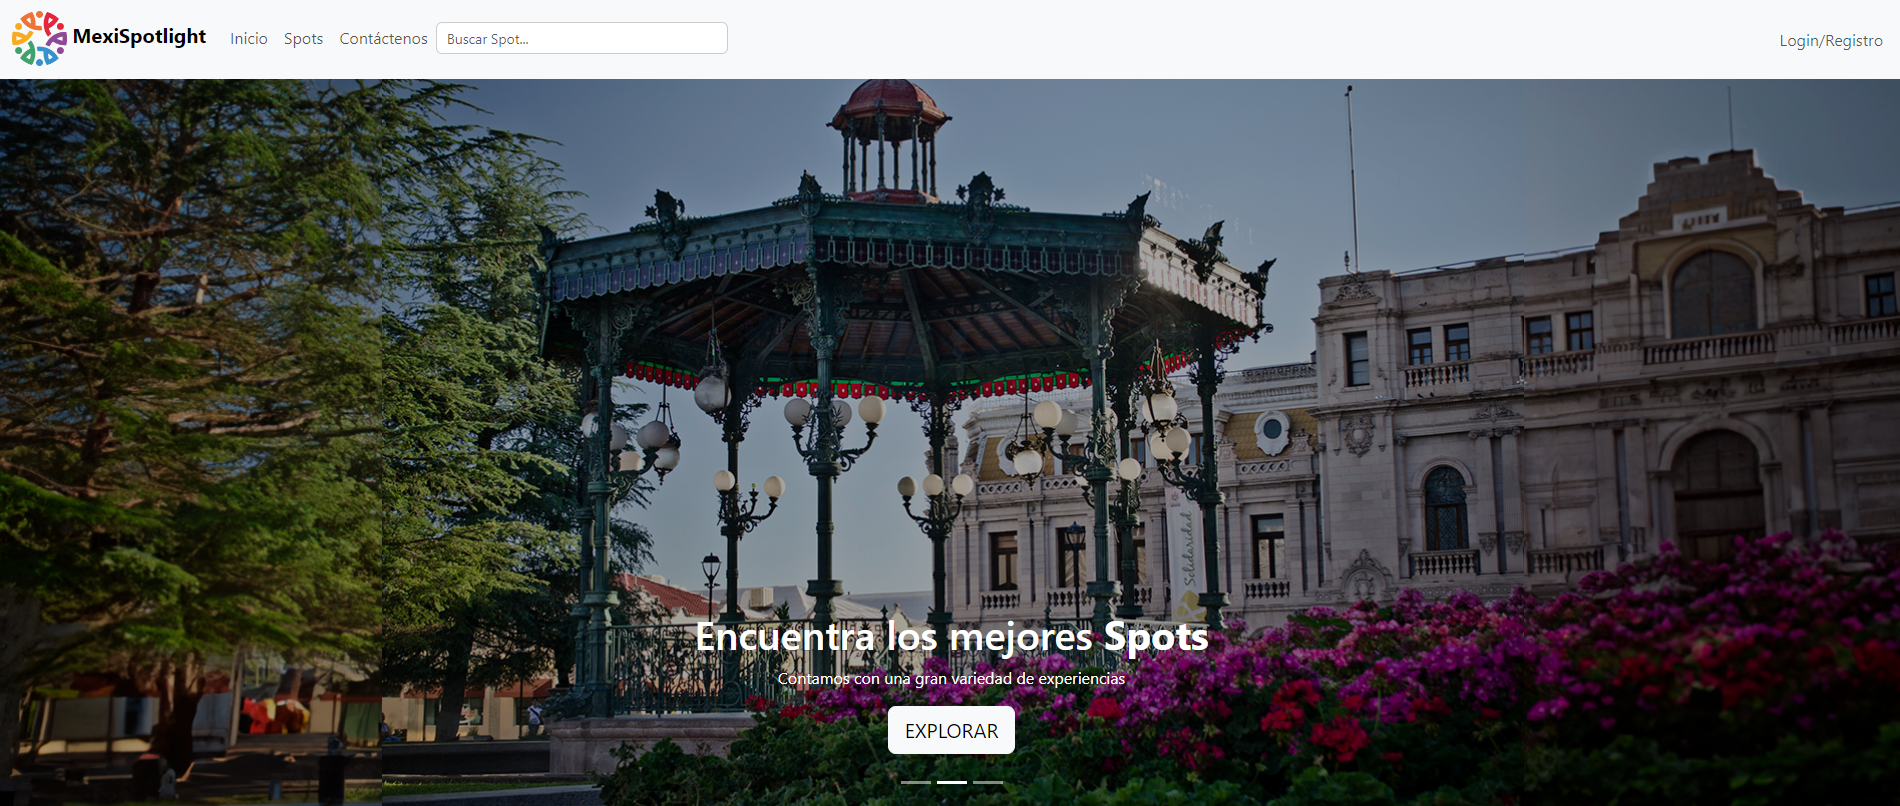 MexiSpotlight
Inicio
Spots
Contáctenos
Buscar Spot...
Login/Registro
Solidaridad
Encuentra los mejores Spots
Contamos con una gran variedad de experiencias
EXPLORAR